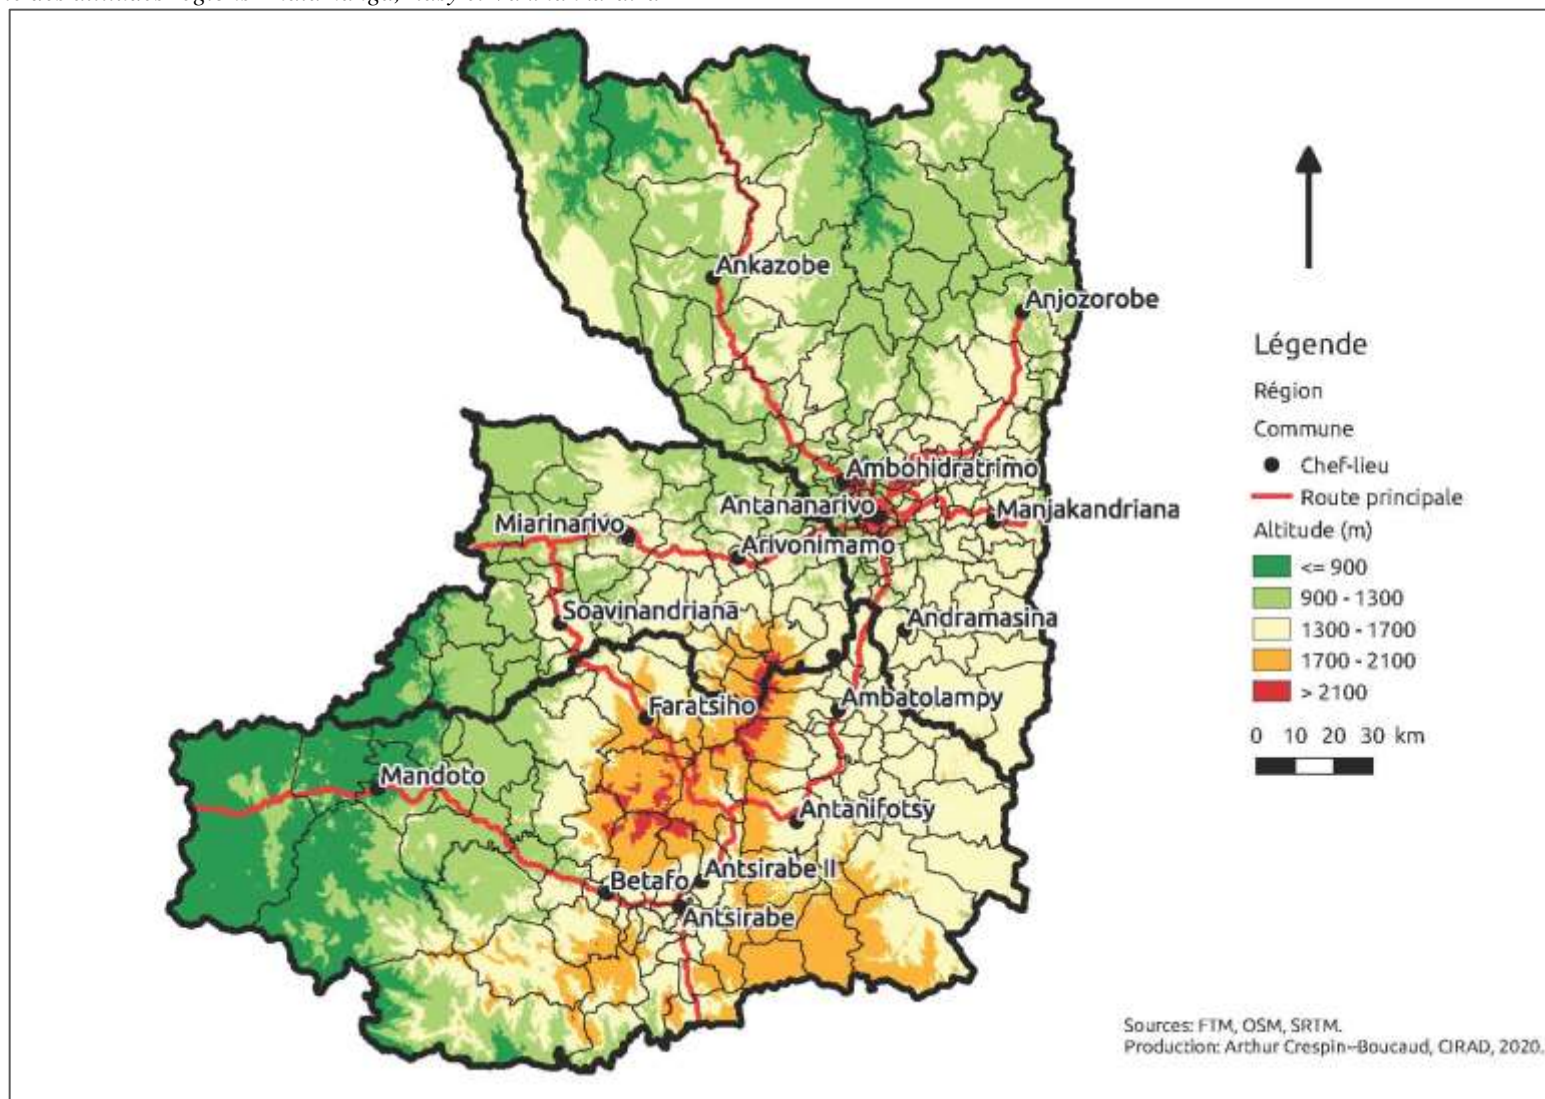 Ankazobe
Anjozorobe
Ambohidratrimo
Antananarivo
Manjakandriana
Miarinarivo
Arivonimamo
Soavinandriana
Andramasina
Faratsiho
Ambatolampy
Mandoto
Antanifotsy
Betafo
Antsirabe II
Antsirabe
Légende
Région
Commune
Chef-lieu
Route principale
Altitude (m)
<= 900
900 - 1300
1300 - 1700
1700 - 2100
> 2100
0 10 20 30 km
Sources: FTM, OSM, SRTM.
Production: Arthur Crespin--Boucaud, CIRAD, 2020.